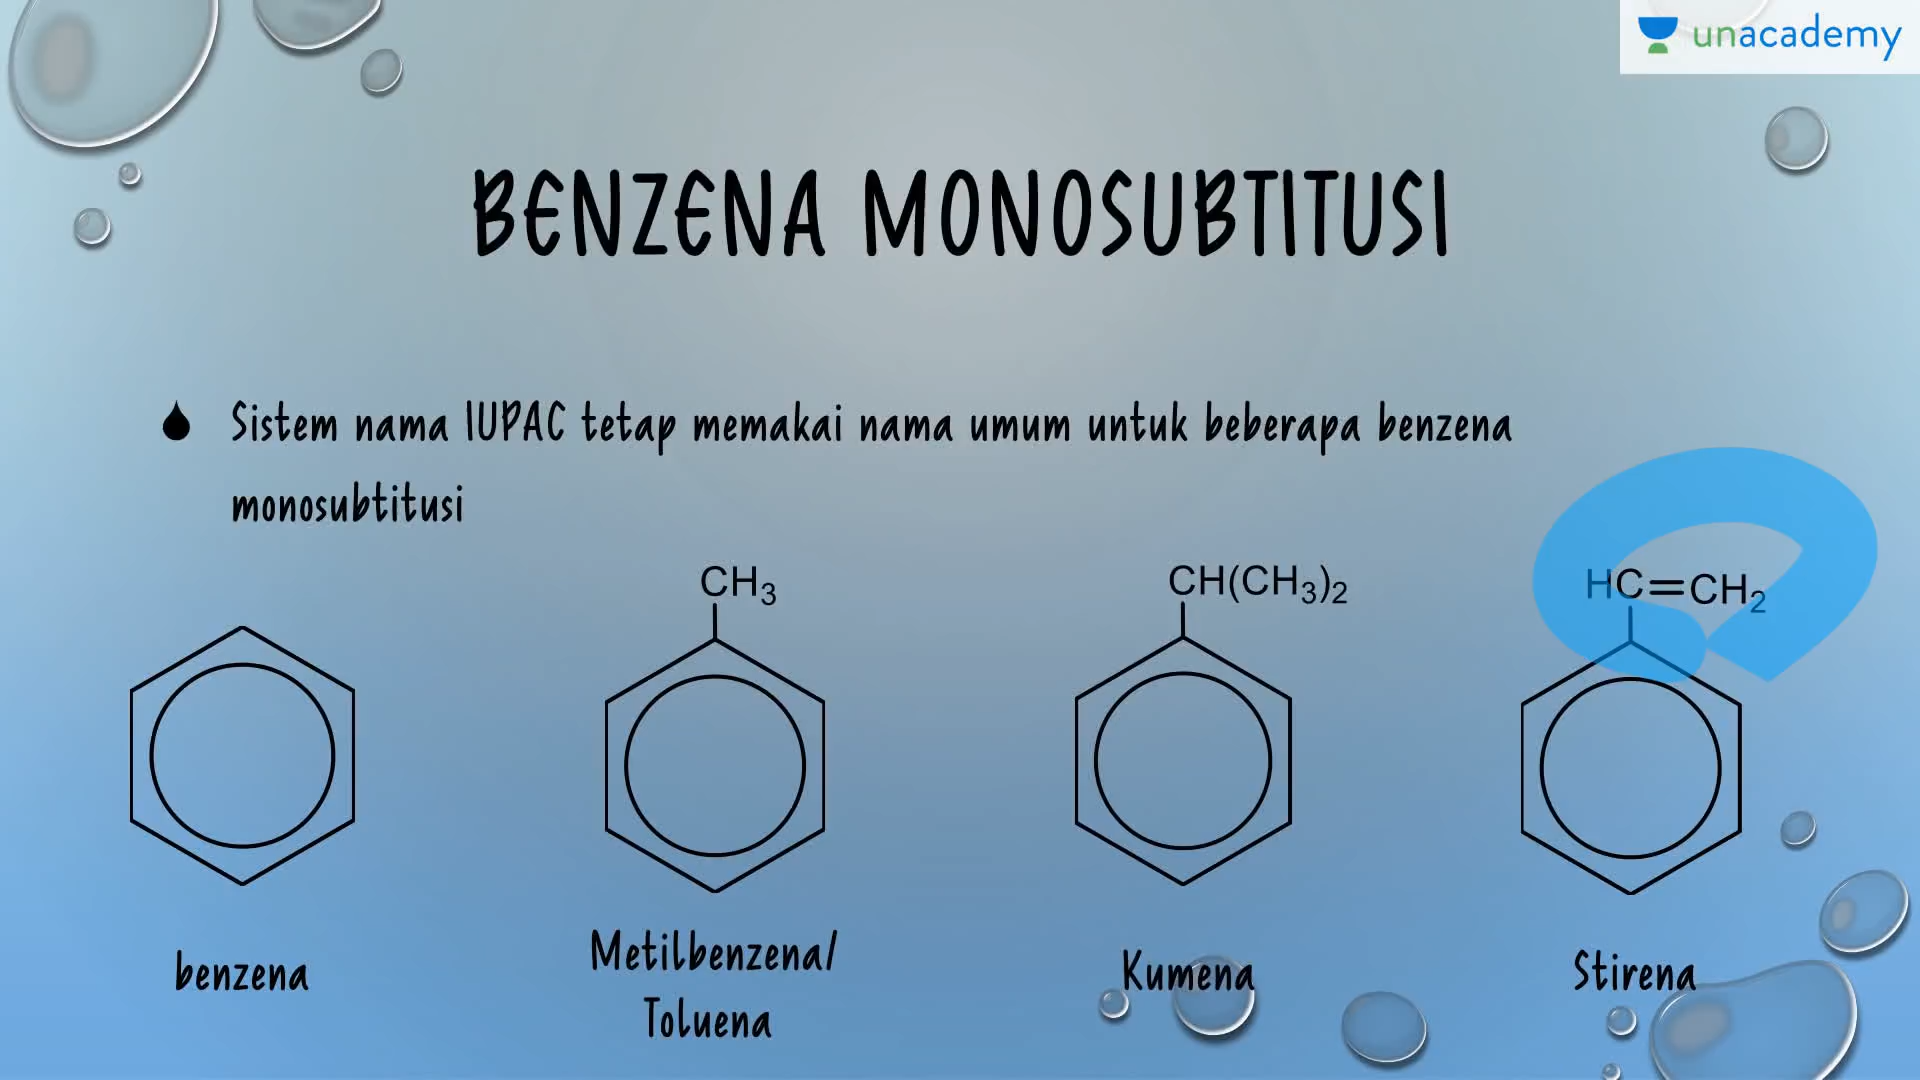 unacademy
BENZENA MONOSUBTITUSI
Sistem nama IUPAC tetap memakai nama umum untuk beberapa benzena
monosubtitusi
CH3
CH(CH3)2
HC=CH2
benzena
Metilbenzena/
Toluena
Kumena
Stirena